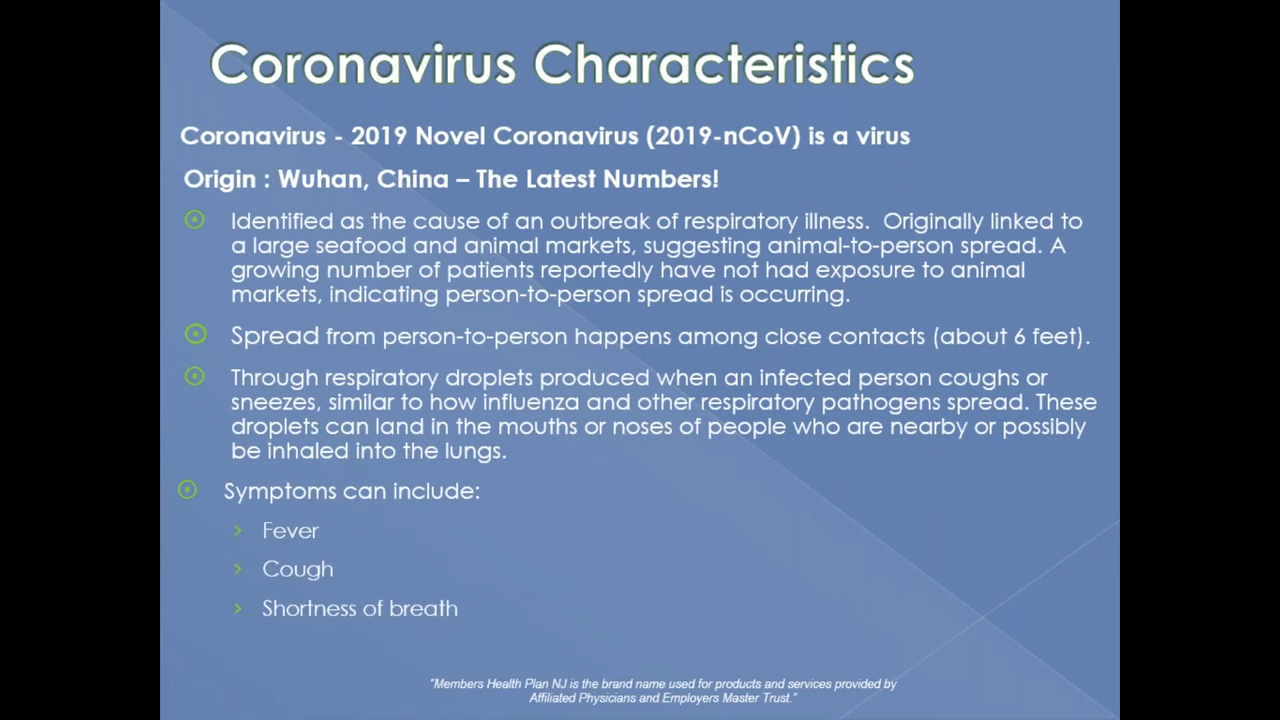 Coronavirus Characteristics
Coronavirus - 2019 Novel Coronavirus (2019-nCoV) is a virus
Origin : Wuhan, China – The Latest Numbers!
Identified as the cause of an outbreak of respiratory illness.  Originally linked to
a large seafood and animal markets, suggesting animal-to-person spread. A
growing number of patients reportedly have not had exposure to animal
markets, indicating person-to-person spread is occurring.
Spread from person-to-person happens among close contacts (about 6 feet).
Through respiratory droplets produced when an infected person coughs or
sneezes, similar to how influenza and other respiratory pathogens spread. These
droplets can land in the mouths or noses of people who are nearby or possibly
be inhaled into the lungs.
Symptoms can include:
Fever
Cough
Shortness of breath
"Members Health Plan NJ is the brand name used for products and services provided by
Affiliated Physicians and Employers Master Trust."